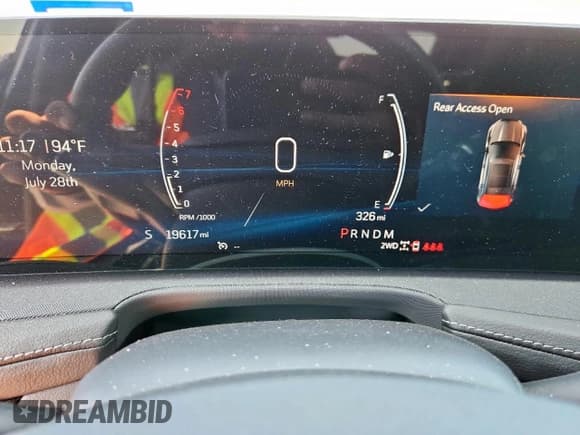 7
6
5
4
3
2
1
0
RPM /1000
11:17 | 94°F
Monday,
July 28th
0
MPH
F
E
326 mi
Rear Access Open
S 19617 mi
--
PRNDM
2WD
DREAMBID